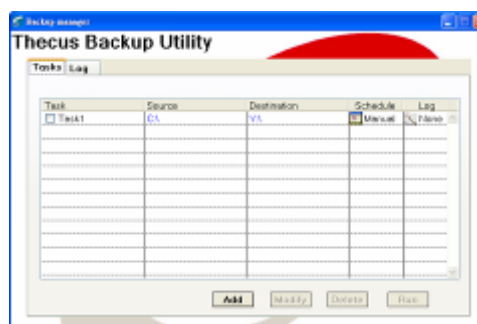 Backup manager
Thecus Backup Utility
Tasks Log
Task Source Destination Schedule Log
Task1 C:\ Y:\ Manual None
Add Modify Delete Run